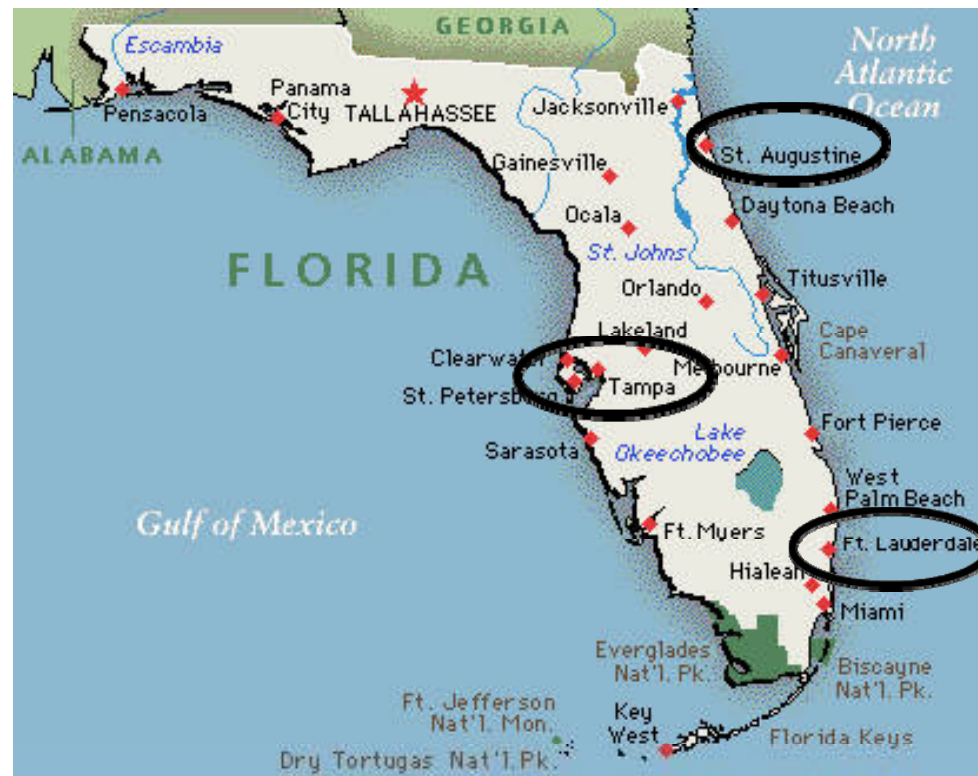 GEORGIA
North
Atlantic
Ocean
Escambia
Pensacola
Panama
City
TALLAHASSEE
Jacksonville
ALABAMA
St. Augustine
Gainesville
Ocala
Daytona Beach
St. Johns
FLORIDA
Titusville
Orlando
Cape
Canaveral
Lakeland
Clearwater
Melbourne
Tampa
St. Petersburg
Fort Pierce
Lake
Okeechobee
Sarasota
West
Palm Beach
Gulf of Mexico
Ft. Myers
Ft. Lauderdale
Hialeah
Miami
Everglades
Nat'l. Pk.
Biscayne
Nat'l. Pk.
Ft. Jefferson
Nat'l. Mon.
Key
West
Florida Keys
Dry Tortugas Nat'l. Pk.